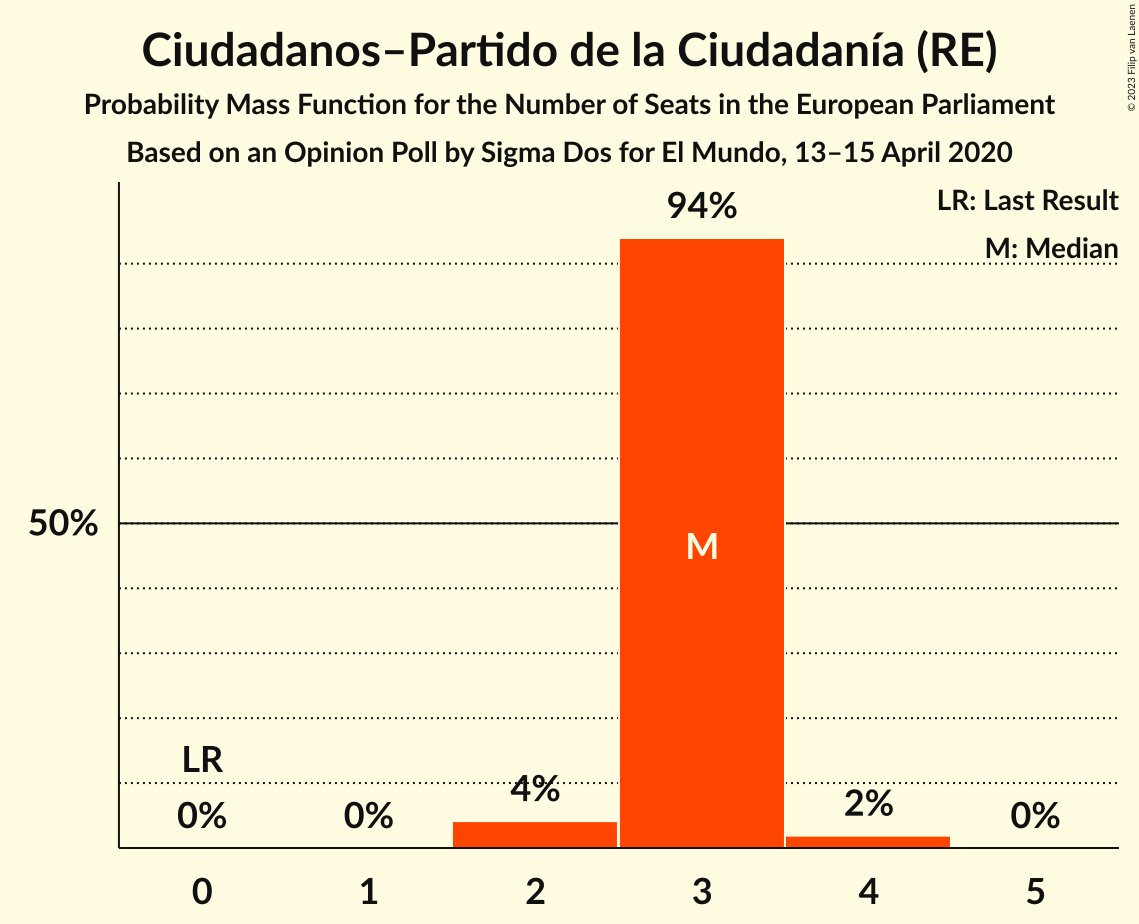 Ciudadanos–Partido de la Ciudadanía (RE)
Probability Mass Function for the Number of Seats in the European Parliament
Based on an Opinion Poll by Sigma Dos for El Mundo, 13–15 April 2020
© 2023 Filip van Laenen
LR: Last Result
M: Median
94%
50%
M
LR
0%
0%
4%
2%
0%
0 1 2 3 4 5